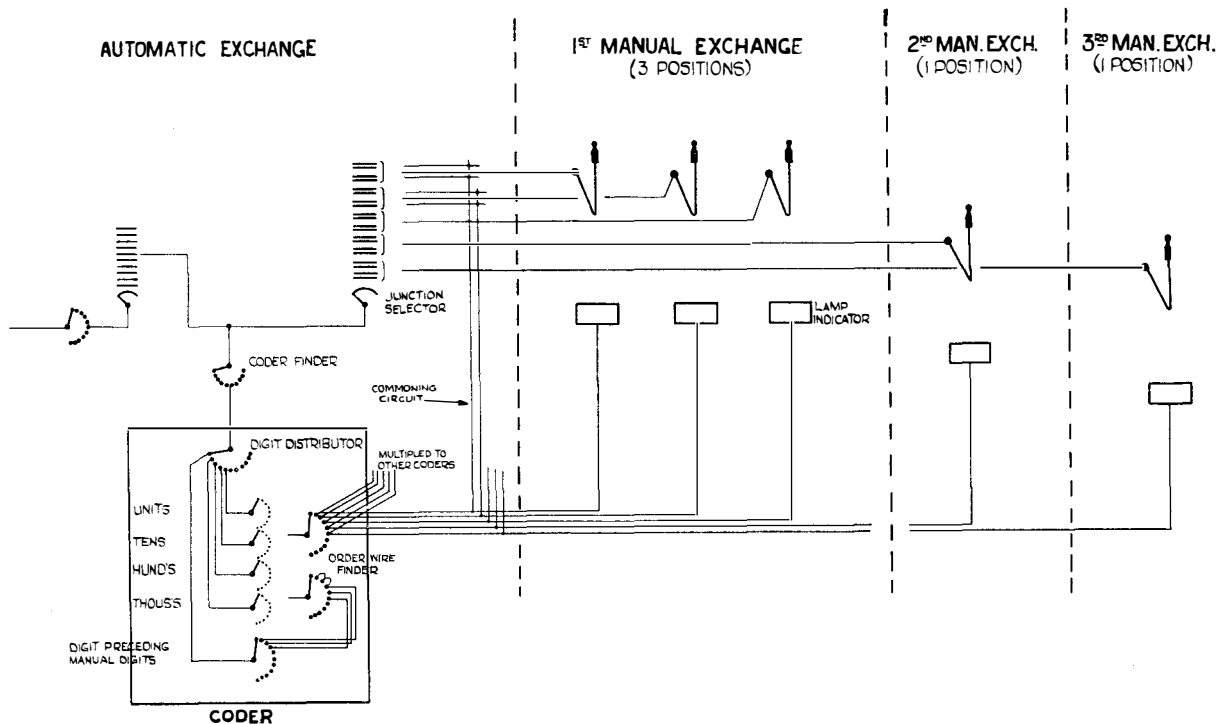 AUTOMATIC EXCHANGE
1ST MANUAL EXCHANGE
(3 POSITIONS)
2ND MAN. EXCH.
(1 POSITION)
3RD MAN. EXCH.
(1 POSITION)
JUNCTION
SELECTOR
LAMP
INDICATOR
CODER FINDER
COMMONING
CIRCUIT
DIGIT DISTRIBUTOR
MULTIPLED TO
OTHER CODERS
UNITS
TENS
HUND'S
THOUS'S
ORDER WIRE
FINDER
DIGIT PRECEDING
MANUAL DIGITS
CODER